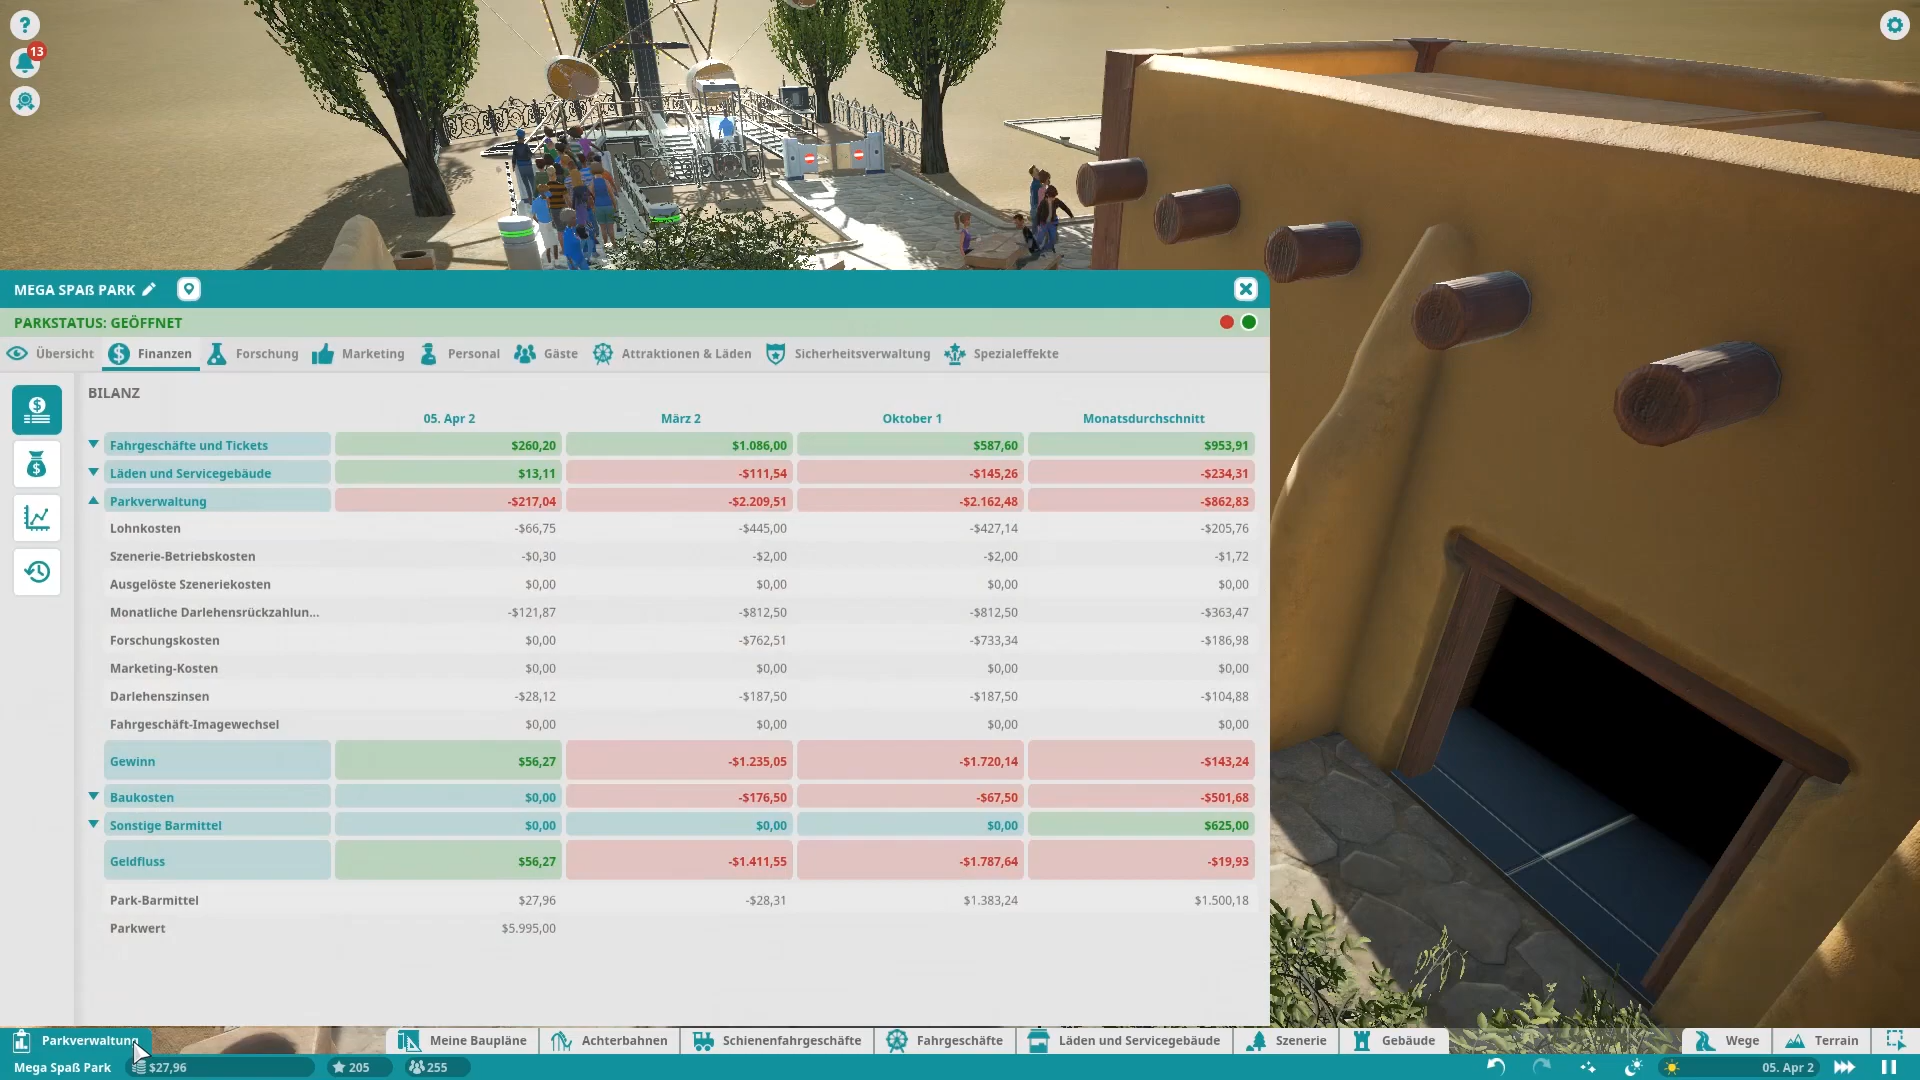 ?
13
MEGA SPAß PARK
PARKSTATUS: GEÖFFNET
Übersicht Finanzen Forschung Marketing Personal Gäste Attraktionen & Läden Sicherheitsverwaltung Spezialeffekte
BILANZ
05. Apr 2 März 2 Oktober 1 Monatsdurchschnitt
Fahrgeschäfte und Tickets $260,20 $1.086,00 $587,60 $953,91
Läden und Servicegebäude $13,11 -$111,54 -$145,26 -$234,31
Parkverwaltung -$217,04 -$2.209,51 -$2.162,48 -$862,83
Lohnkosten -$66,75 -$445,00 -$427,14 -$205,76
Szenerie-Betriebskosten -$0,30 -$2,00 -$2,00 -$1,72
Ausgelöste Szeneriekosten $0,00 $0,00 $0,00 $0,00
Monatliche Darlehensrückzahlun... -$121,87 -$812,50 -$812,50 -$363,47
Forschungskosten $0,00 -$762,51 -$733,34 -$186,98
Marketing-Kosten $0,00 $0,00 $0,00 $0,00
Darlehenszinsen -$28,12 -$187,50 -$187,50 -$104,88
Fahrgeschäft-Imagewechsel $0,00 $0,00 $0,00 $0,00
Gewinn $56,27 -$1.235,05 -$1.720,14 -$143,24
Baukosten $0,00 -$176,50 -$67,50 -$501,68
Sonstige Barmittel $0,00 $0,00 $0,00 $625,00
Geldfluss $56,27 -$1.411,55 -$1.787,64 -$19,93
Park-Barmittel $27,96 -$28,31 $1.383,24 $1.500,18
Parkwert $5.995,00
Parkverwaltung Meine Baupläne Achterbahnen Schienenfahrgeschäfte Fahrgeschäfte Läden und Servicegebäude Szenerie Gebäude Wege Terrain
Mega Spaß Park $27,96 205 255 05. Apr 2